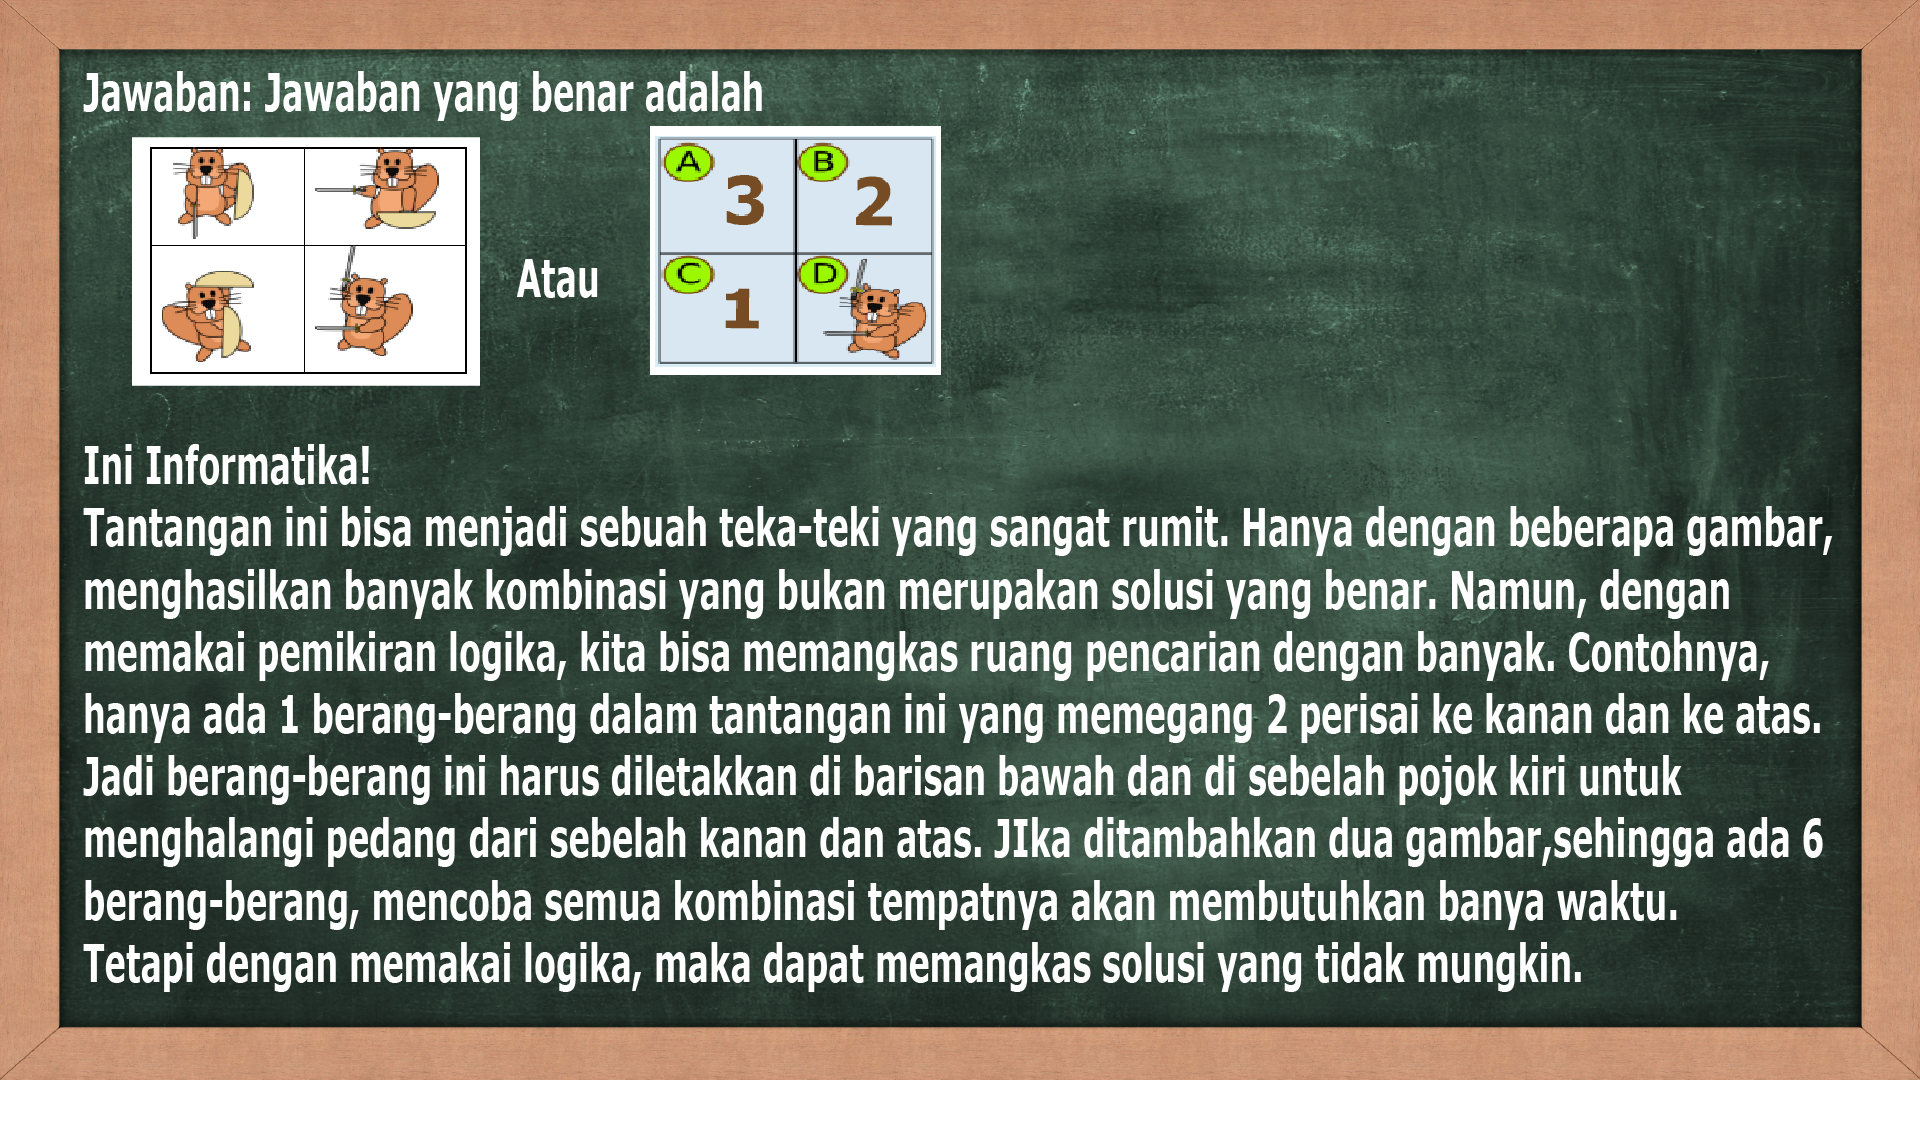 Jawaban: Jawaban yang benar adalah
Atau
A
3
B
2
C
1
D
Ini Informatika!
Tantangan ini bisa menjadi sebuah teka-teki yang sangat rumit. Hanya dengan beberapa gambar,
menghasilkan banyak kombinasi yang bukan merupakan solusi yang benar. Namun, dengan
memakai pemikiran logika, kita bisa memangkas ruang pencarian dengan banyak. Contohnya,
hanya ada 1 berang-berang dalam tantangan ini yang memegang 2 perisai ke kanan dan ke atas.
Jadi berang-berang ini harus diletakkan di barisan bawah dan di sebelah pojok kiri untuk
menghalangi pedang dari sebelah kanan dan atas. JIka ditambahkan dua gambar,sehingga ada 6
berang-berang, mencoba semua kombinasi tempatnya akan membutuhkan banya waktu.
Tetapi dengan memakai logika, maka dapat memangkas solusi yang tidak mungkin.